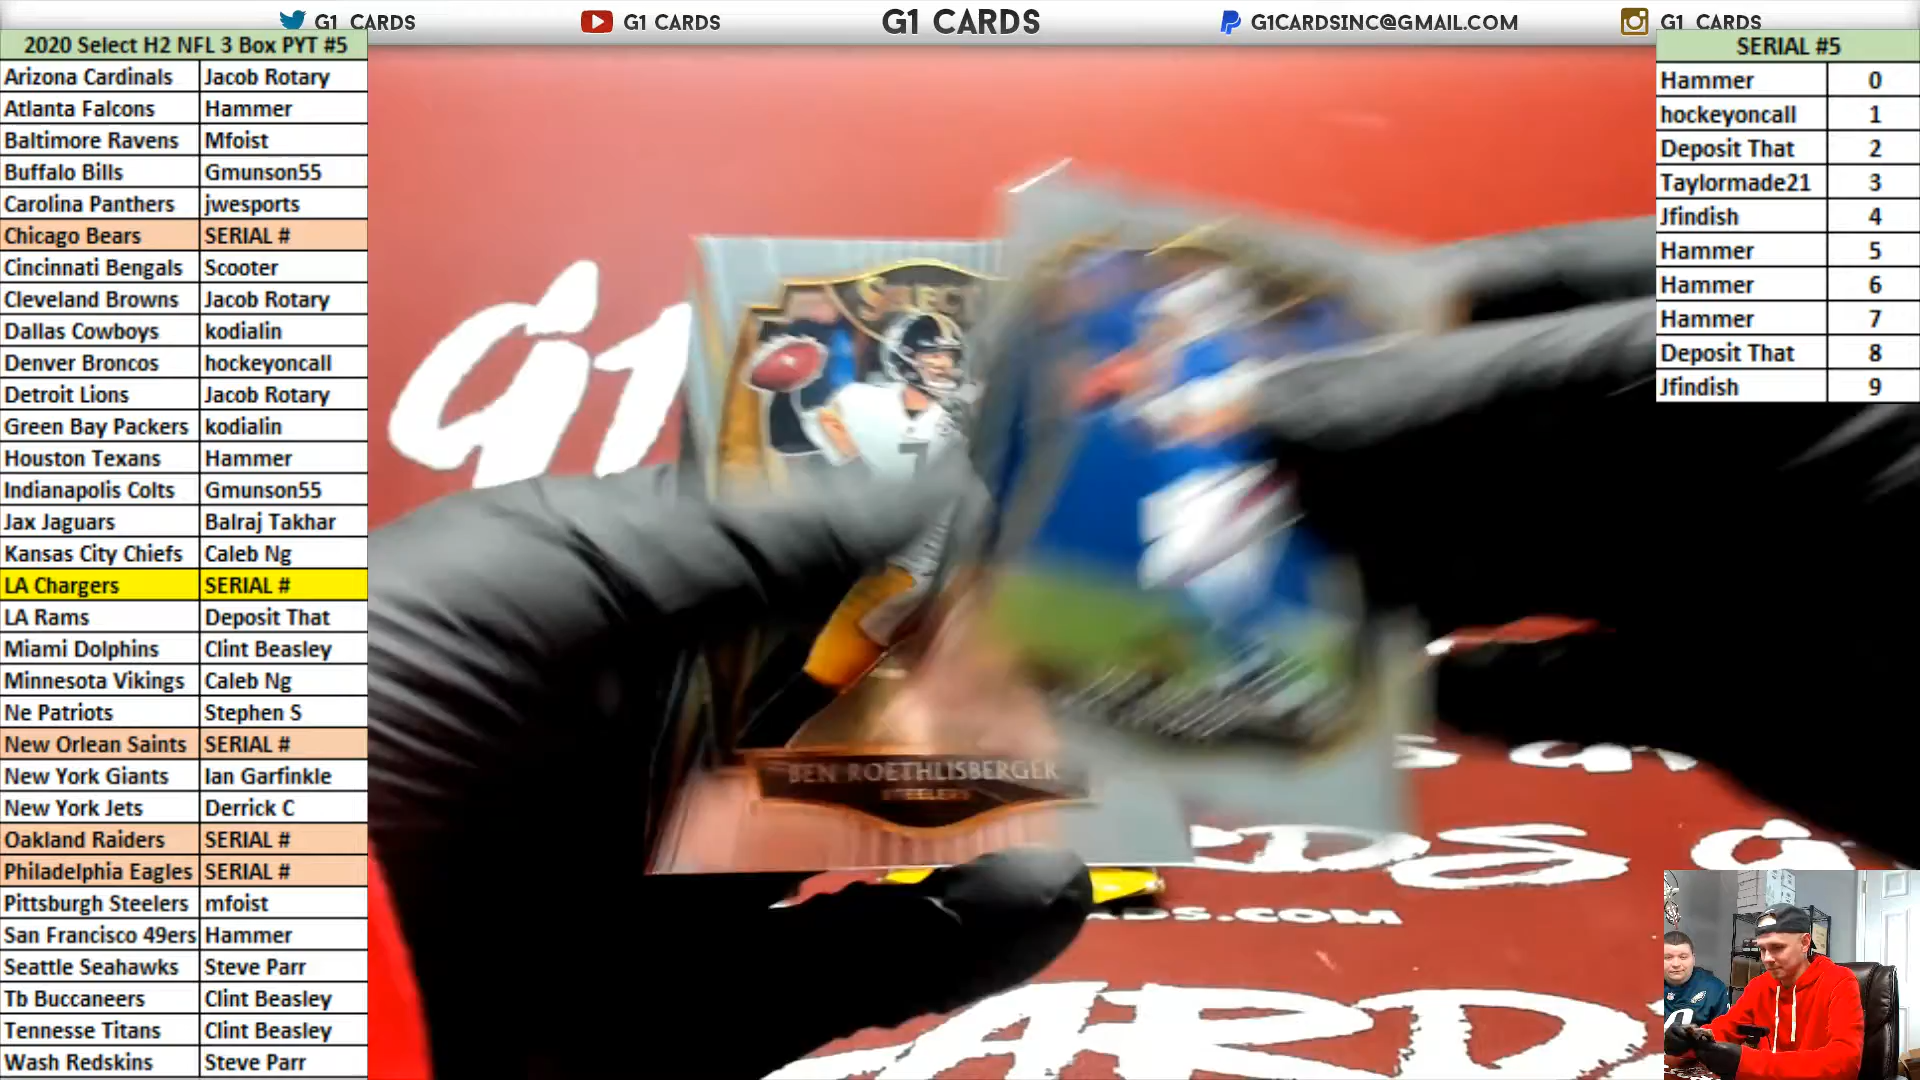 G1 CARDS
G1 CARDS
G1 CARDS
G1CARDSINC@GMAIL.COM
G1 CARDS
2020 Select H2 NFL 3 Box PYT #5
Arizona Cardinals Jacob Rotary
Atlanta Falcons Hammer
Baltimore Ravens Mfoist
Buffalo Bills Gmunson55
Carolina Panthers jwesports
Chicago Bears SERIAL #
Cincinnati Bengals Scooter
Cleveland Browns Jacob Rotary
Dallas Cowboys kodialin
Denver Broncos hockeyoncall
Detroit Lions Jacob Rotary
Green Bay Packers kodialin
Houston Texans Hammer
Indianapolis Colts Gmunson55
Jax Jaguars Balraj Takhar
Kansas City Chiefs Caleb Ng
LA Chargers SERIAL #
LA Rams Deposit That
Miami Dolphins Clint Beasley
Minnesota Vikings Caleb Ng
Ne Patriots Stephen S
New Orlean Saints SERIAL #
New York Giants Ian Garfinkle
New York Jets Derrick C
Oakland Raiders SERIAL #
Philadelphia Eagles SERIAL #
Pittsburgh Steelers mfoist
San Francisco 49ers Hammer
Seattle Seahawks Steve Parr
Tb Buccaneers Clint Beasley
Tennesse Titans Clint Beasley
Wash Redskins Steve Parr
SERIAL #5
Hammer 0
hockeyoncall 1
Deposit That 2
Taylormade21 3
Jfindish 4
Hammer 5
Hammer 6
Hammer 7
Deposit That 8
Jfindish 9
G1
SELECT
7
BEN ROETHLISBERGER
STEELERS
RDS G
RDS.COM
ARD